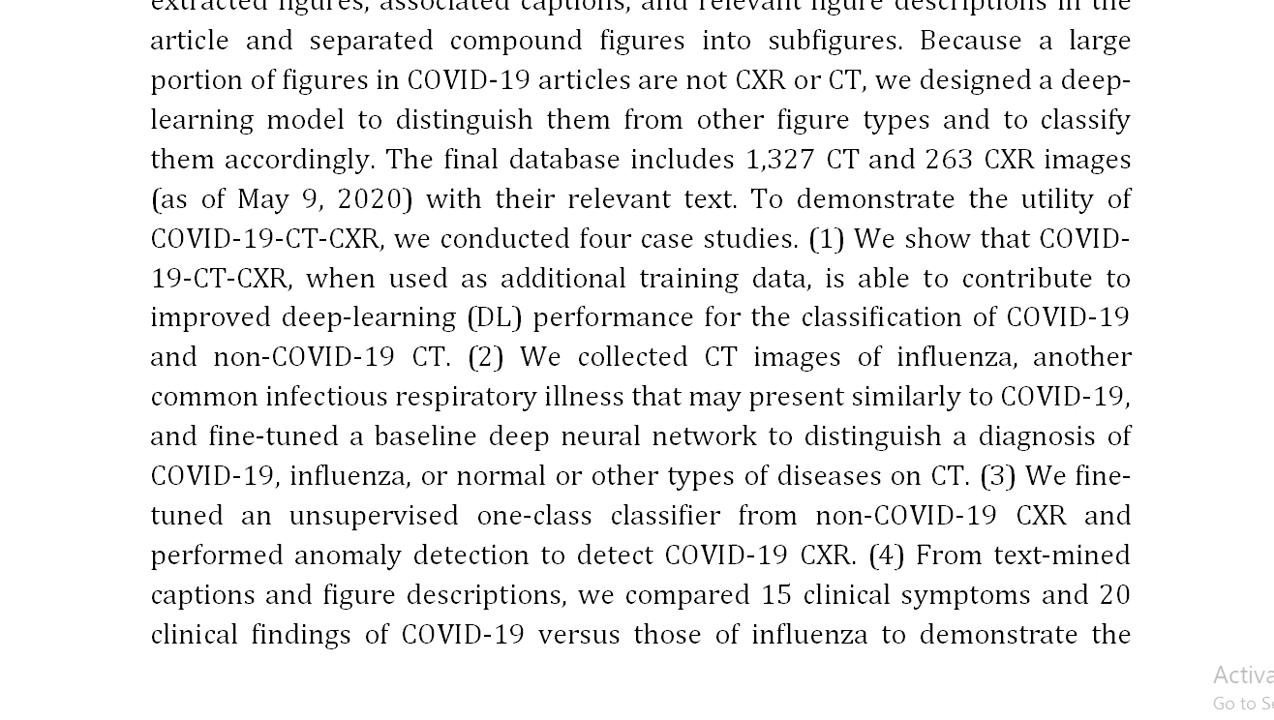 extracted figures, associated captions, and relevant figure descriptions in the
article and separated compound figures into subfigures. Because a large
portion of figures in COVID-19 articles are not CXR or CT, we designed a deep-
learning model to distinguish them from other figure types and to classify
them accordingly. The final database includes 1,327 CT and 263 CXR images
(as of May 9, 2020) with their relevant text. To demonstrate the utility of
COVID-19-CT-CXR, we conducted four case studies. (1) We show that COVID-
19-CT-CXR, when used as additional training data, is able to contribute to
improved deep-learning (DL) performance for the classification of COVID-19
and non-COVID-19 CT. (2) We collected CT images of influenza, another
common infectious respiratory illness that may present similarly to COVID-19,
and fine-tuned a baseline deep neural network to distinguish a diagnosis of
COVID-19, influenza, or normal or other types of diseases on CT. (3) We fine-
tuned an unsupervised one-class classifier from non-COVID-19 CXR and
performed anomaly detection to detect COVID-19 CXR. (4) From text-mined
captions and figure descriptions, we compared 15 clinical symptoms and 20
clinical findings of COVID-19 versus those of influenza to demonstrate the
Activa
Go to Se